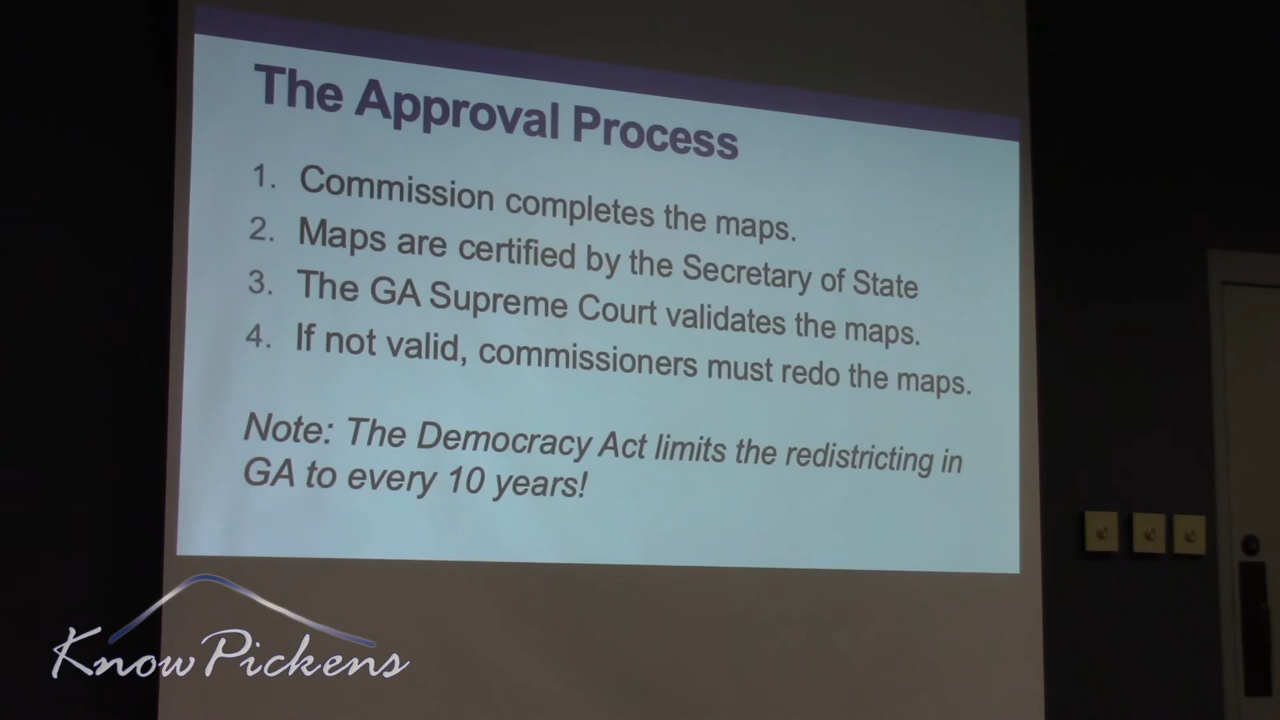 The Approval Process
1. Commission completes the maps.
2. Maps are certified by the Secretary of State
3. The GA Supreme Court validates the maps.
4. If not valid, commissioners must redo the maps.
Note: The Democracy Act limits the redistricting in
GA to every 10 years!
KnowPickens